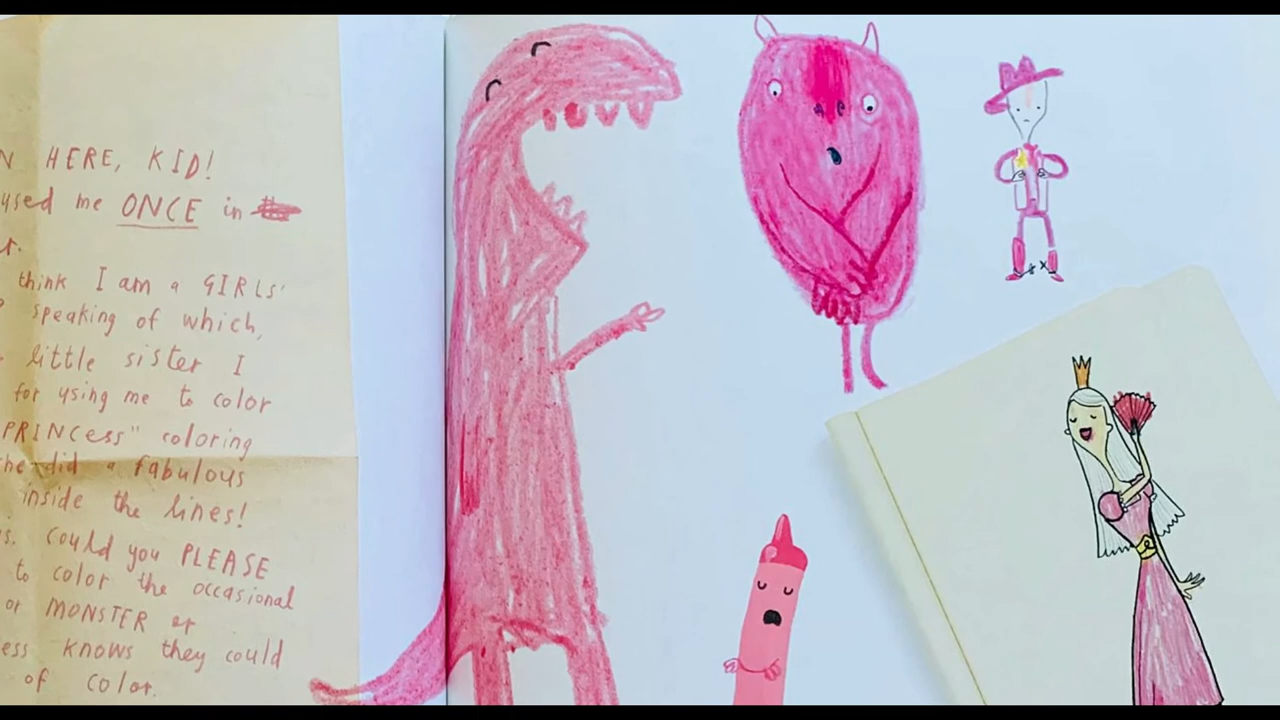 HERE, KID!
used me ONCE in
think I am a GIRLS'
speaking of which,
little sister I
for using me to color
PRINCESS" coloring
did a fabulous
inside the lines!
Could you PLEASE
to color the occasional
or MONSTER or
knows they could
of color.